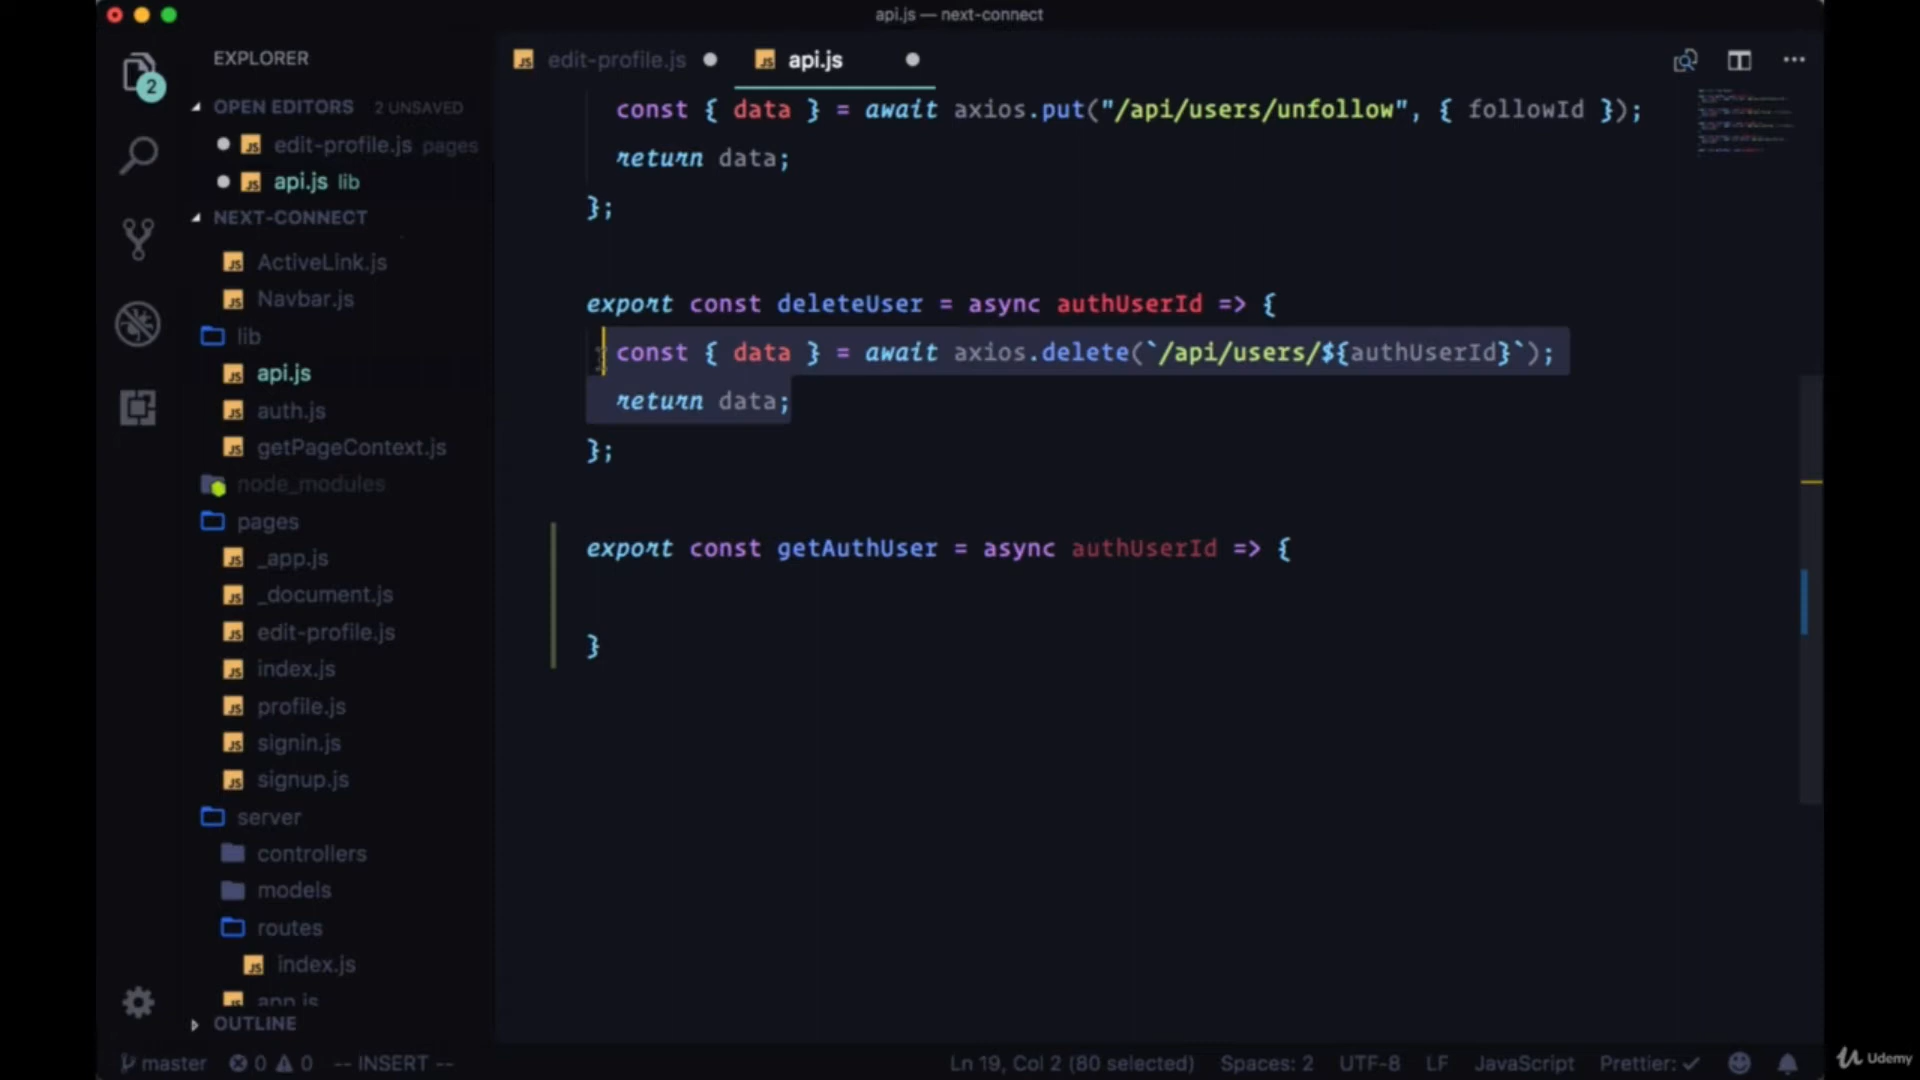 api.js — next-connect
EXPLORER
edit-profile.js
api.js
2
OPEN EDITORS 2 UNSAVED
edit-profile.js pages
api.js lib
NEXT-CONNECT
ActiveLink.js
Navbar.js
lib
api.js
auth.js
getPageContext.js
node_modules
pages
_app.js
_document.js
edit-profile.js
index.js
profile.js
signin.js
signup.js
server
controllers
models
routes
index.js
app.js
OUTLINE
const { data } = await axios.put("/api/users/unfollow", { followId });
return data;
};
export const deleteUser = async authUserId => {
const { data } = await axios.delete(`/api/users/${authUserId}`);
return data;
};
export const getAuthUser = async authUserId => {
}
master 0 0 -- INSERT --
Ln 19, Col 2 (80 selected) Spaces: 2 UTF-8 LF JavaScript Prettier: ✓
Udemy